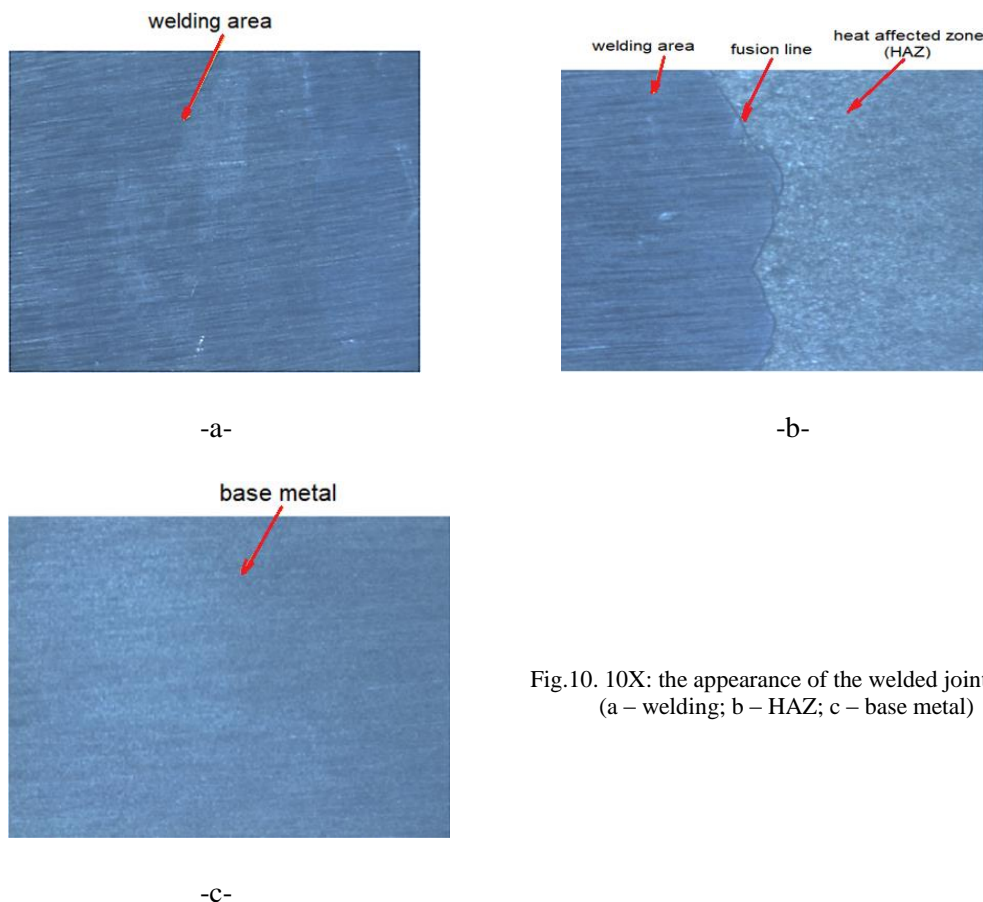 welding area
welding area
fusion line
heat affected zone
(HAZ)
-a-
-b-
base metal
Fig.10. 10X: the appearance of the welded joint
(a – welding; b – HAZ; c – base metal)
-c-